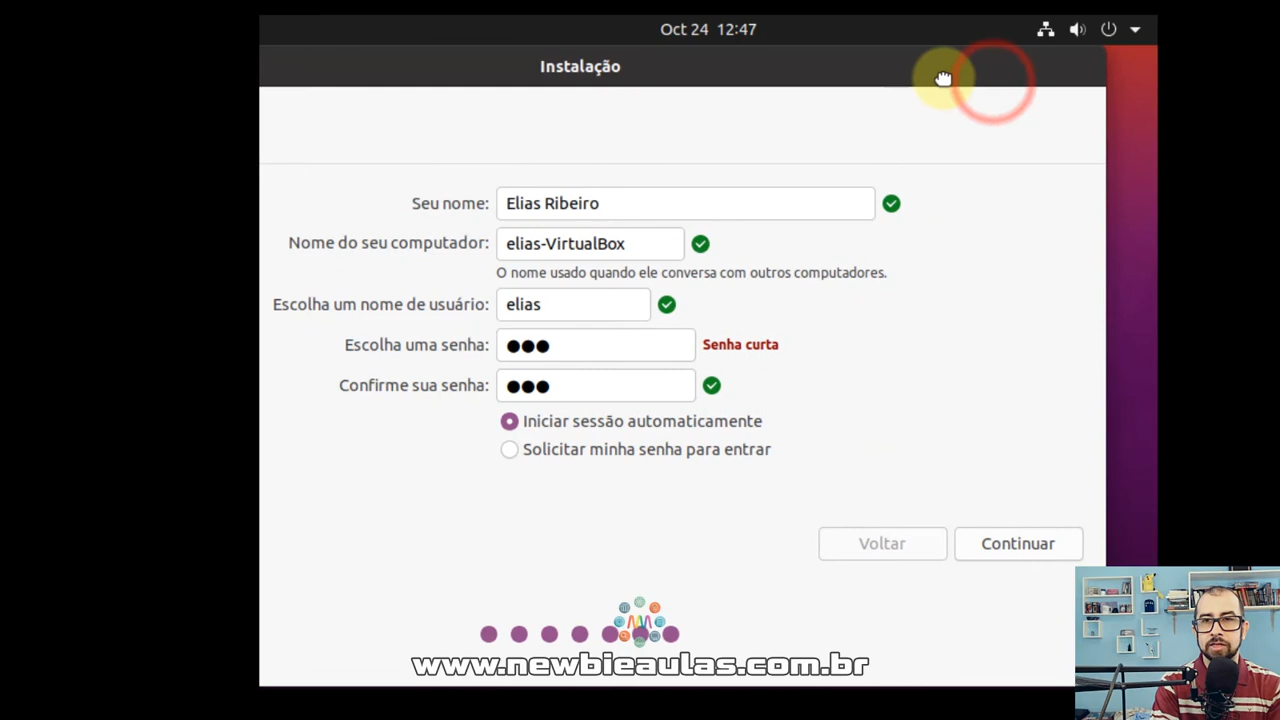 Oct 24 12:47
Instalação
Seu nome: Elias Ribeiro
Nome do seu computador: elias-VirtualBox
O nome usado quando ele conversa com outros computadores.
Escolha um nome de usuário: elias
Escolha uma senha: ●●● Senha curta
Confirme sua senha: ●●●
Iniciar sessão automaticamente
Solicitar minha senha para entrar
Voltar Continuar
www.newbieaulas.com.br